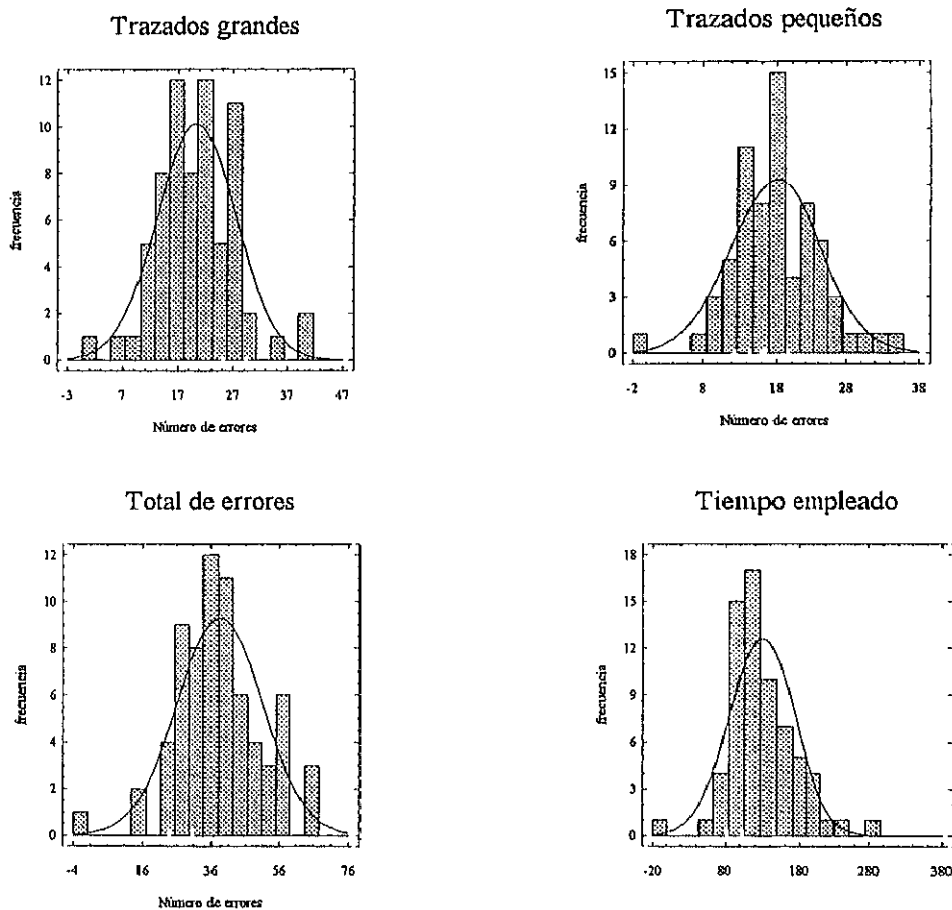 Trazados grandes
12
10
8
6
4
2
0
frecuencia
-3 7 17 27 37 47
Número de errores
Trazados pequeños
15
12
9
6
3
0
frecuencia
-2 8 18 28 38
Número de errores
Total de errores
12
10
8
6
4
2
0
frecuencia
-4 16 36 56 76
Número de errores
Tiempo empleado
18
15
12
9
6
3
0
frecuencia
-20 80 180 280 380